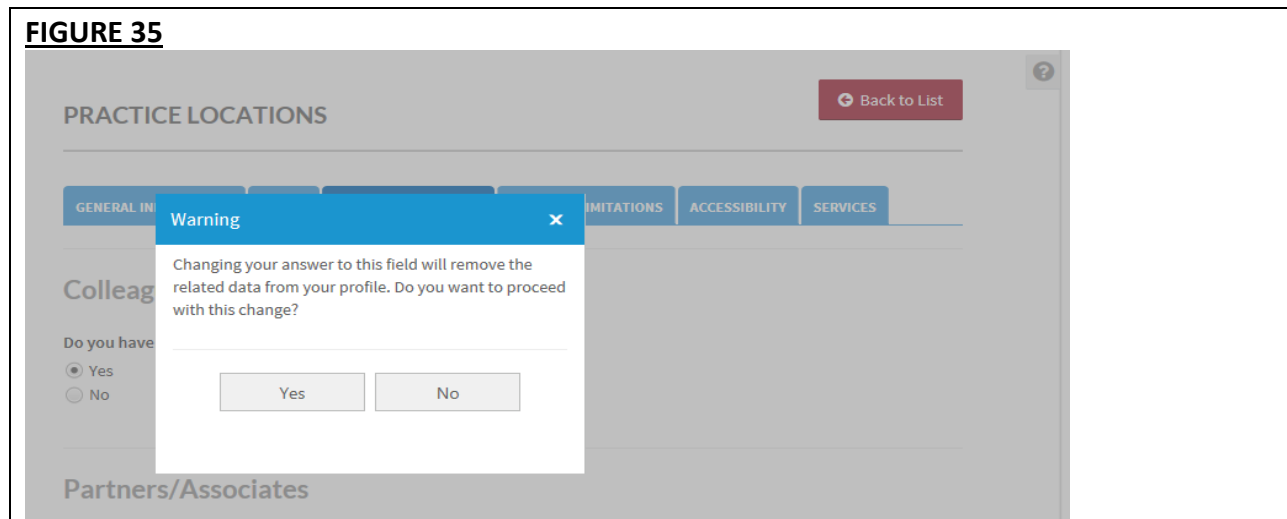 FIGURE 35
Back to List
PRACTICE LOCATIONS
GENERAL IN
IMITATIONS
ACCESSIBILITY
SERVICES
Warning
Changing your answer to this field will remove the
related data from your profile. Do you want to proceed
with this change?
Colleag
Do you have
Yes
No
Yes
No
Partners/Associates